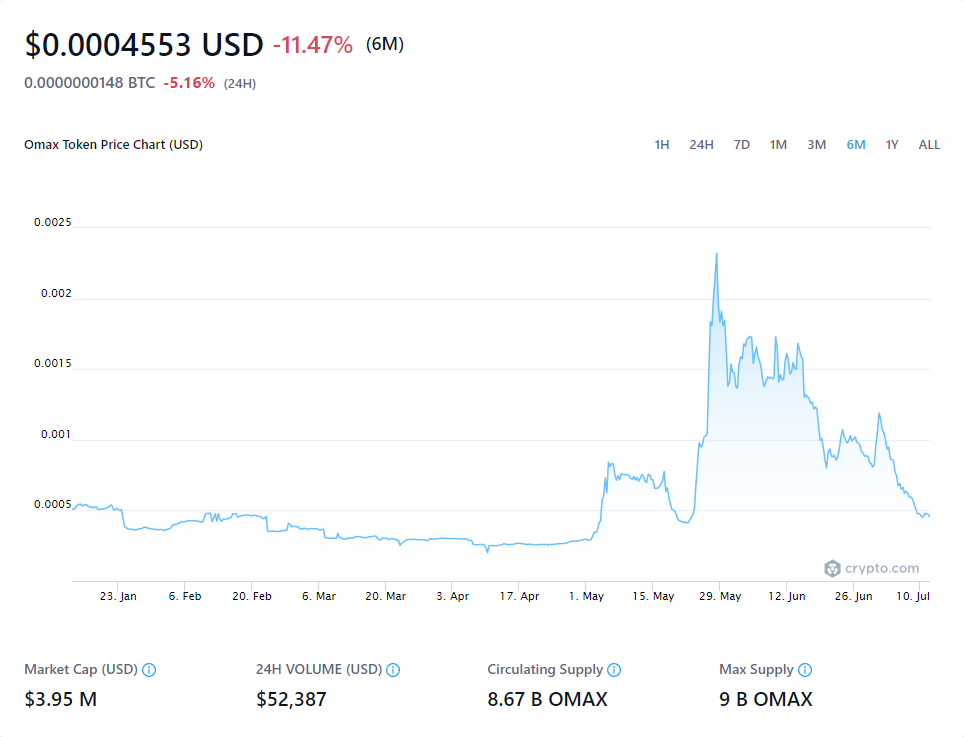 $0.0004553 USD -11.47% (6M)
0.0000000148 BTC -5.16% (24H)
Omax Token Price Chart (USD) 1H 24H 7D 1M 3M 6M 1Y ALL
0.0025
0.002
0.0015
0.001
0.0005
crypto.com
23. Jan 6. Feb 20. Feb 6. Mar 20. Mar 3. Apr 17. Apr 1. May 15. May 29. May 12. Jun 26. Jun 10. Jul
Market Cap (USD) 24H VOLUME (USD) Circulating Supply Max Supply
$3.95 M $52,387 8.67 B OMAX 9 B OMAX